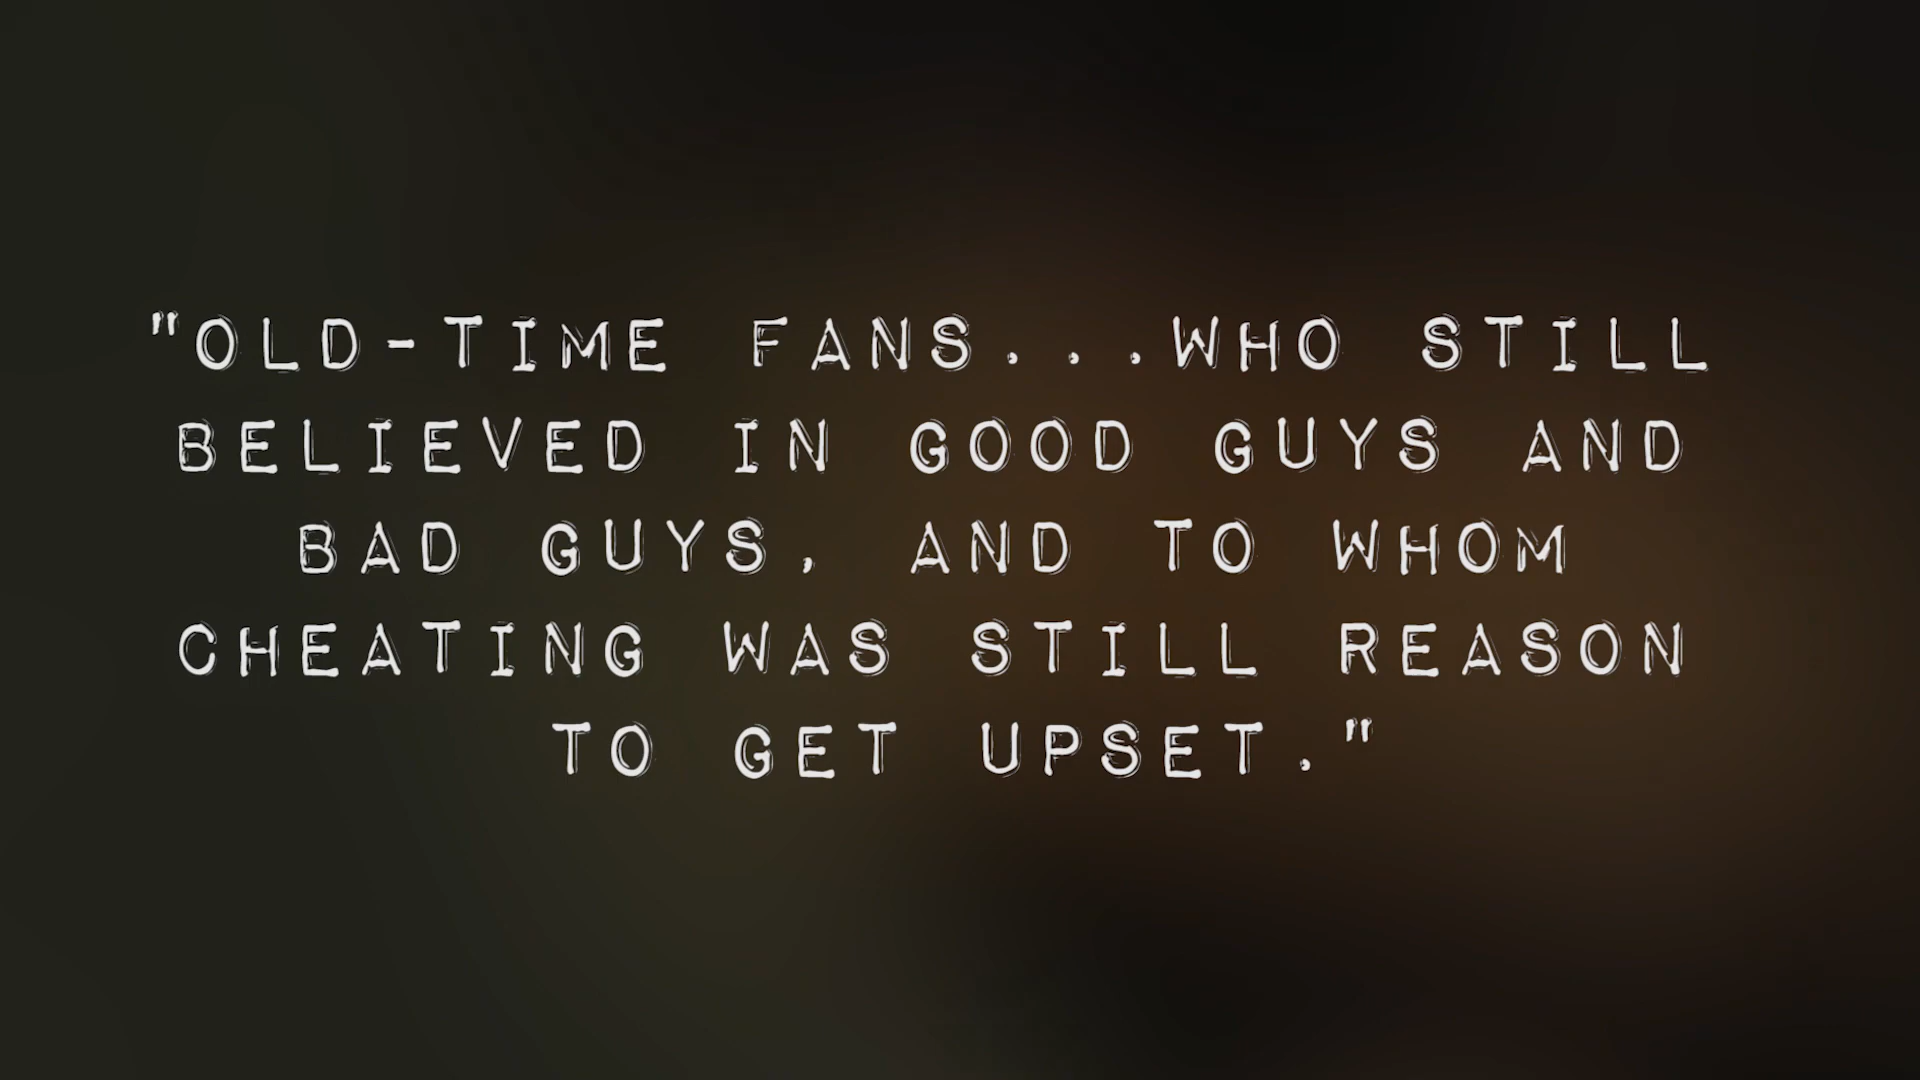 "OLD-TIME FANS...WHO STILL
BELIEVED IN GOOD GUYS AND
BAD GUYS, AND TO WHOM
CHEATING WAS STILL REASON
TO GET UPSET."